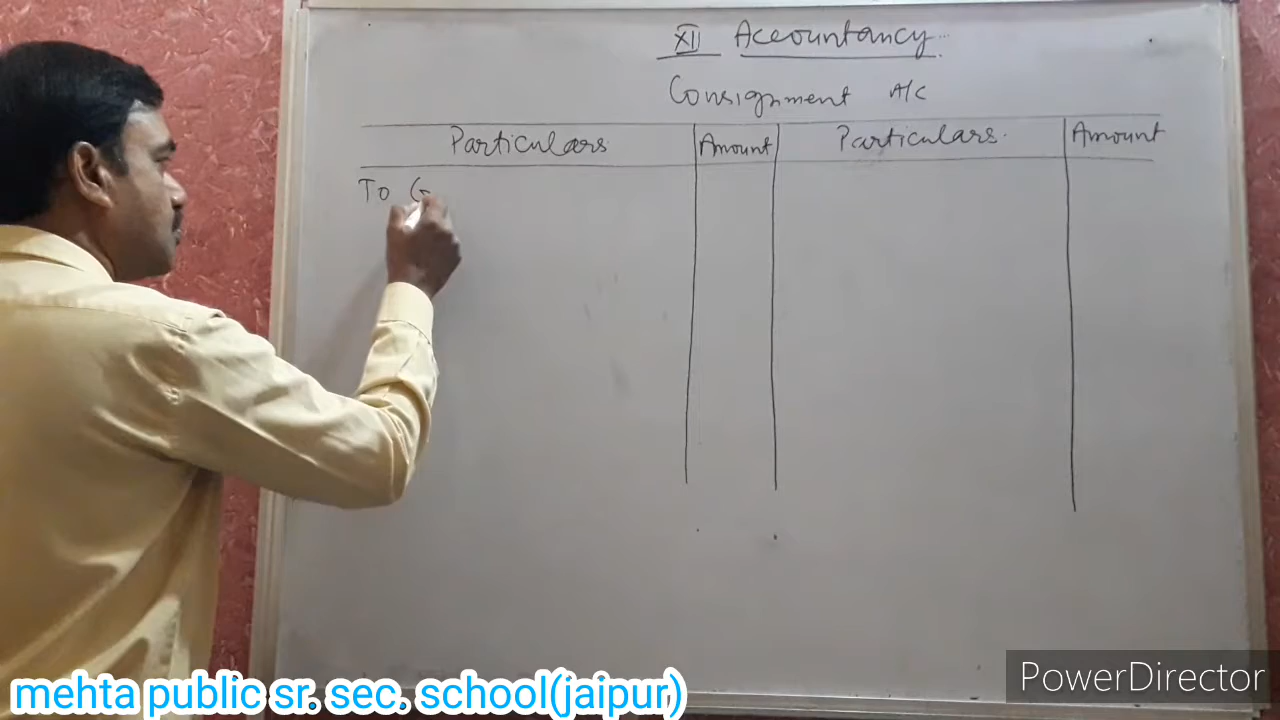 XII Accountancy
Consignment A/C
Particulars Amount Particulars. Amount
To G
mehta public sr. sec. school(jaipur)
PowerDirector